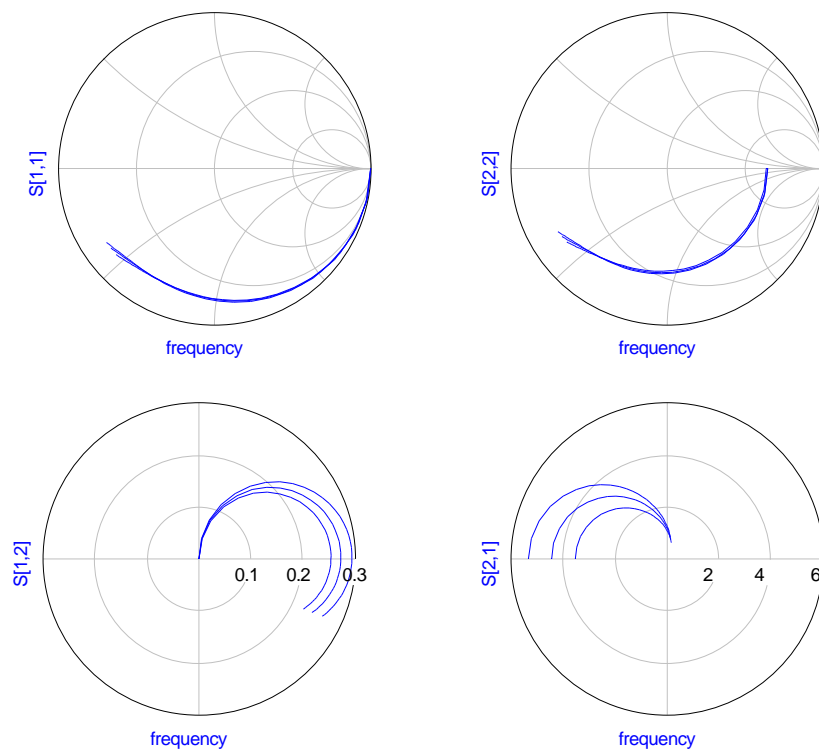 S[1,1]
frequency
S[2,2]
frequency
S[1,2]
0.1 0.2 0.3
frequency
S[2,1]
2 4 6
frequency